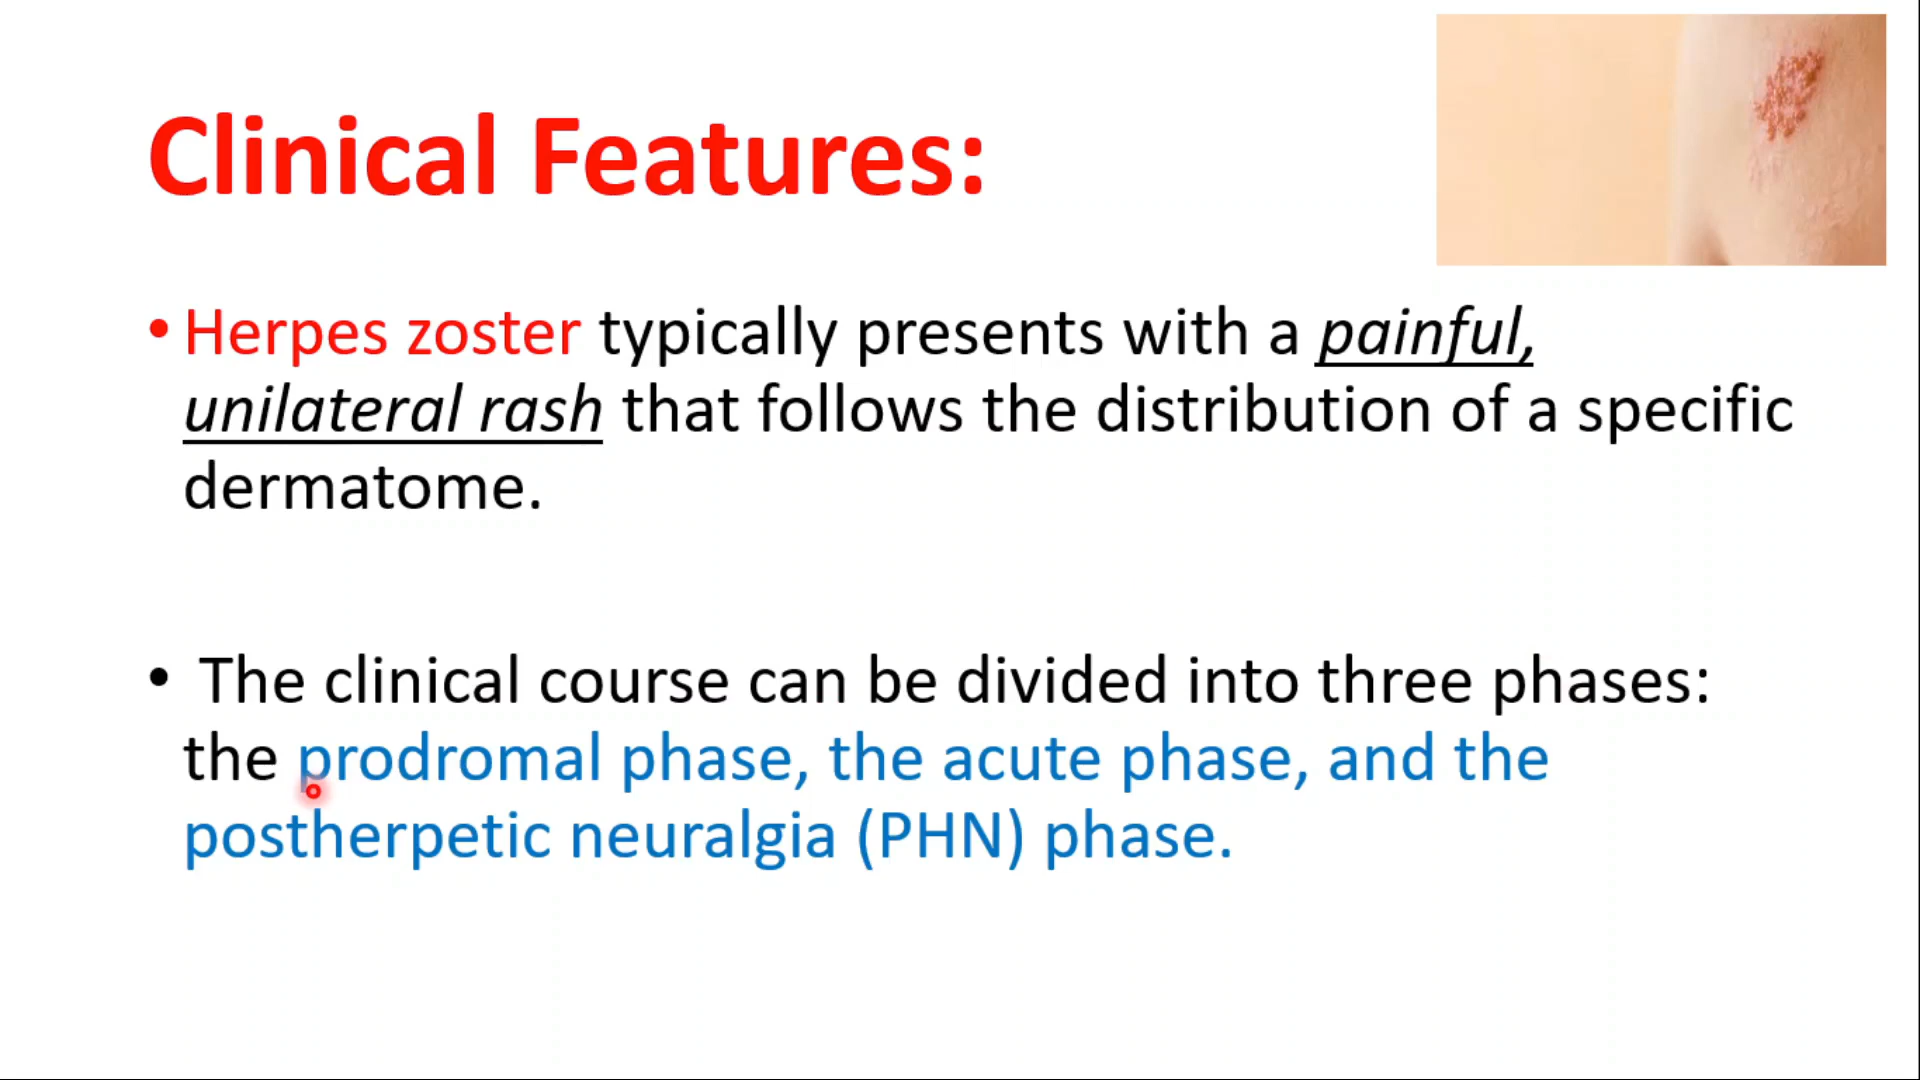 Clinical Features:
• Herpes zoster typically presents with a painful,
unilateral rash that follows the distribution of a specific
dermatome.
• The clinical course can be divided into three phases:
the prodromal phase, the acute phase, and the
postherpetic neuralgia (PHN) phase.